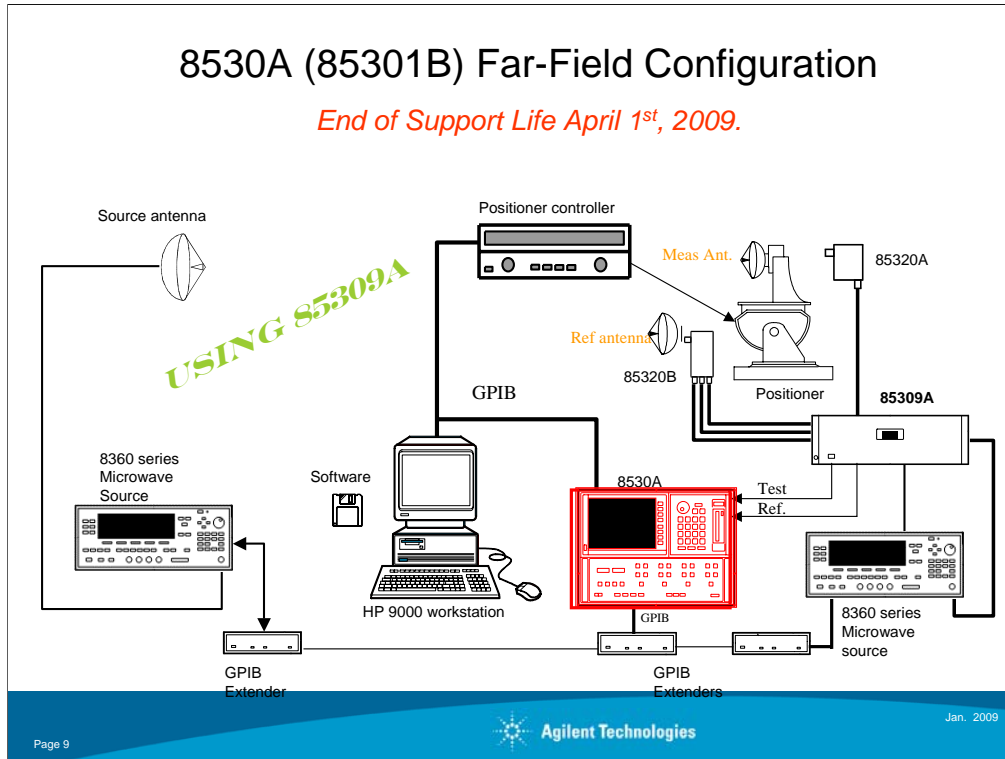 8530A (85301B) Far-Field Configuration
End of Support Life April 1st, 2009.
Source antenna
Positioner controller
Meas Ant.
85320A
USING 85309A
Ref antenna
85320B
Positioner
GPIB
85309A
8360 series
Microwave
Source
Software
8530A
Test
Ref.
HP 9000 workstation
GPIB
8360 series
Microwave
source
GPIB
Extender
GPIB
Extenders
Page 9
Agilent Technologies
Jan. 2009